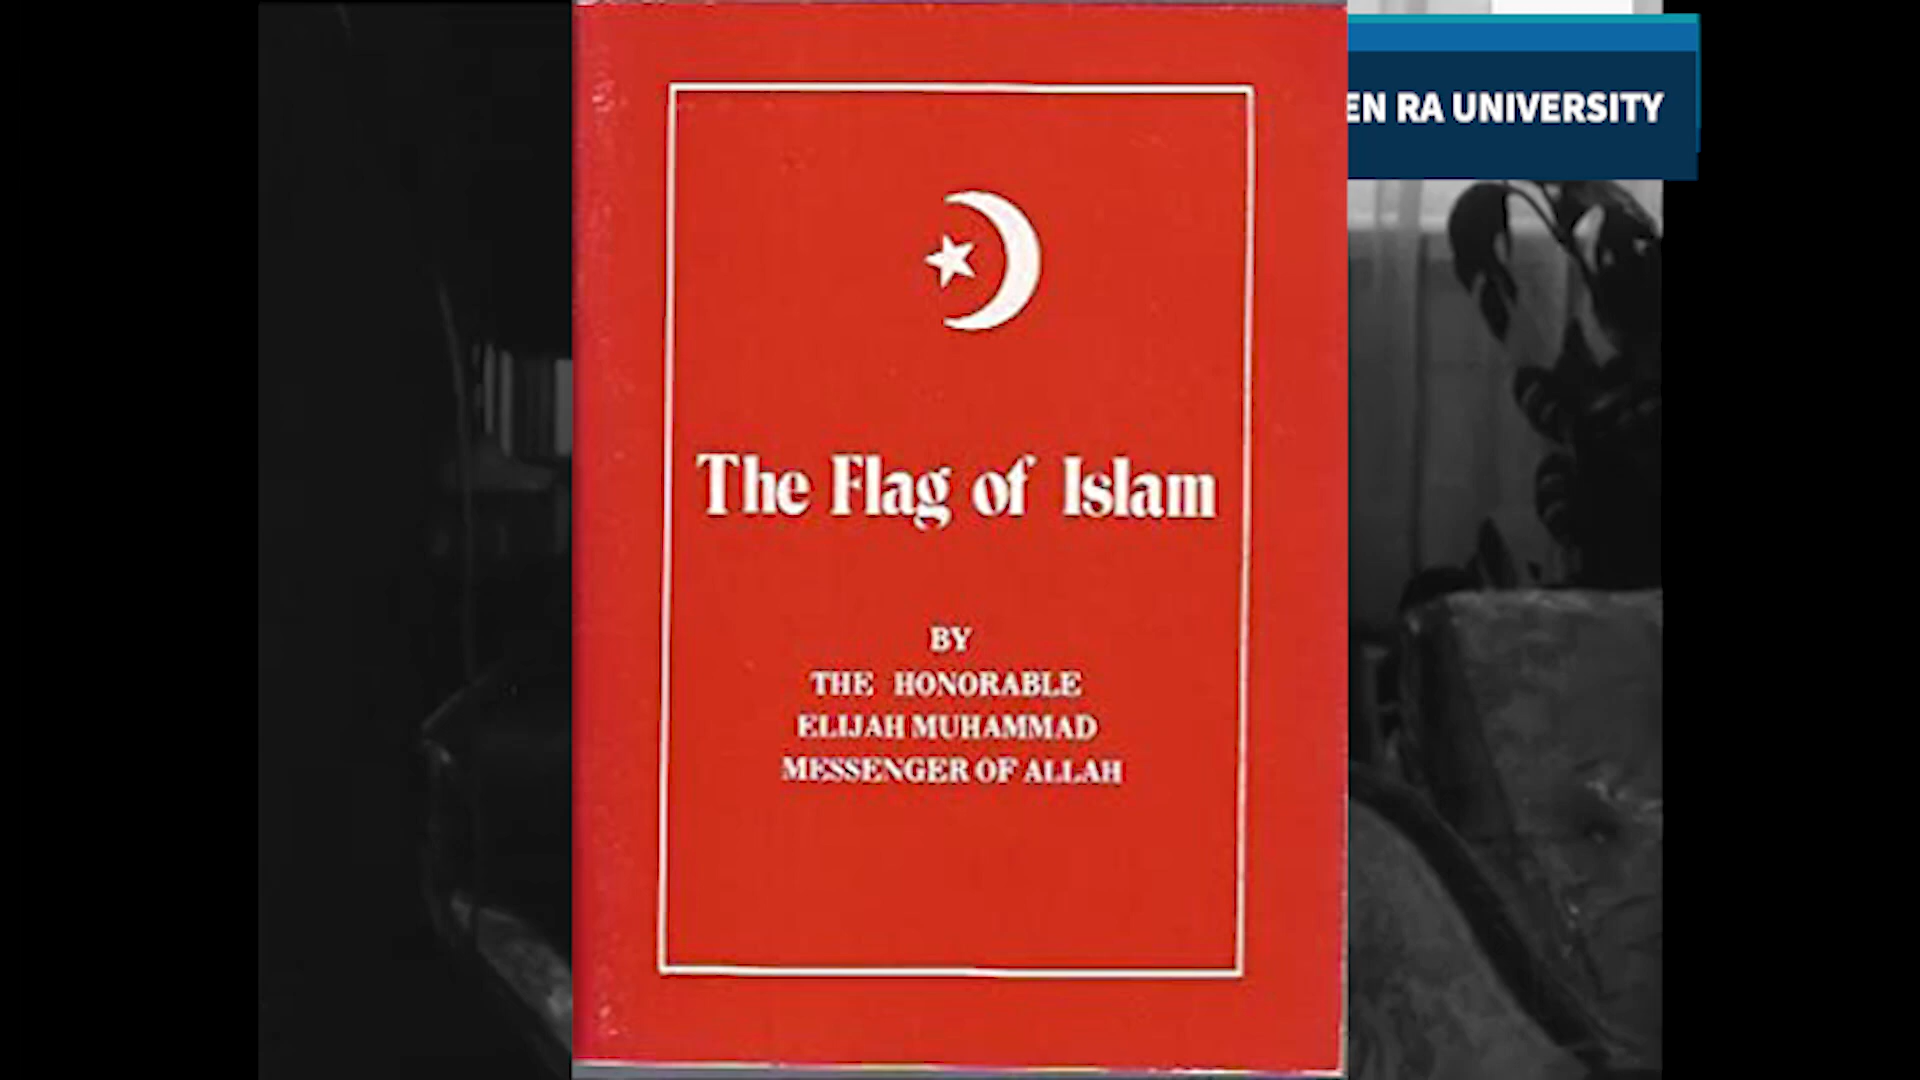 EN RA UNIVERSITY
The Flag of Islam
BY
THE HONORABLE
ELIJAH MUHAMMAD
MESSENGER OF ALLAH